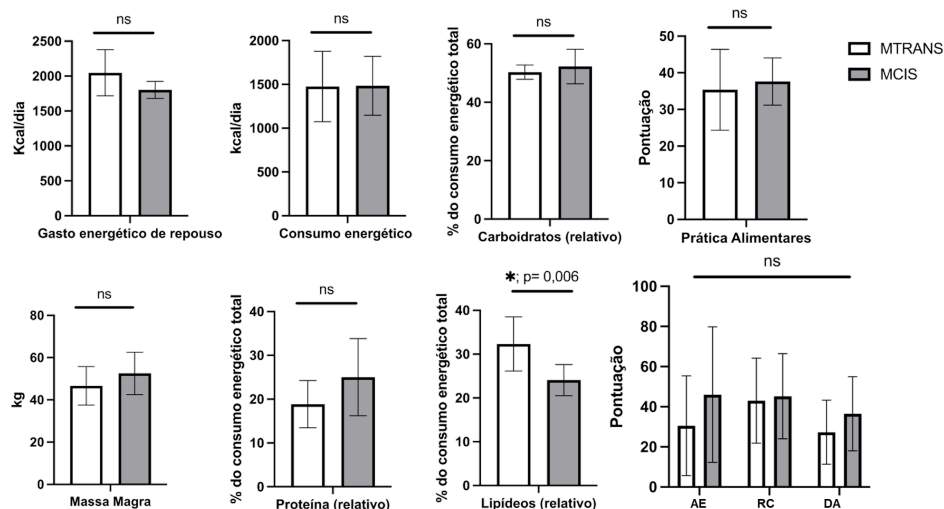 ns
2500
2000
1500
1000
500
0
Kcal/dia
Gasto energético de repouso
ns
2000
1500
1000
500
0
kcal/dia
Consumo energético
ns
60
40
20
0
% do consumo energético total
Carboidratos (relativo)
ns
50
40
30
20
10
0
Pontuação
Prática Alimentares
MTRANS
MCIS
ns
80
60
40
20
0
kg
Massa Magra
ns
40
30
20
10
0
% do consumo energético total
Proteína (relativo)
*; p= 0,006
40
30
20
10
0
% do consumo energético total
Lipídeos (relativo)
ns
100
80
60
40
20
0
Pontuação
AE
RC
DA